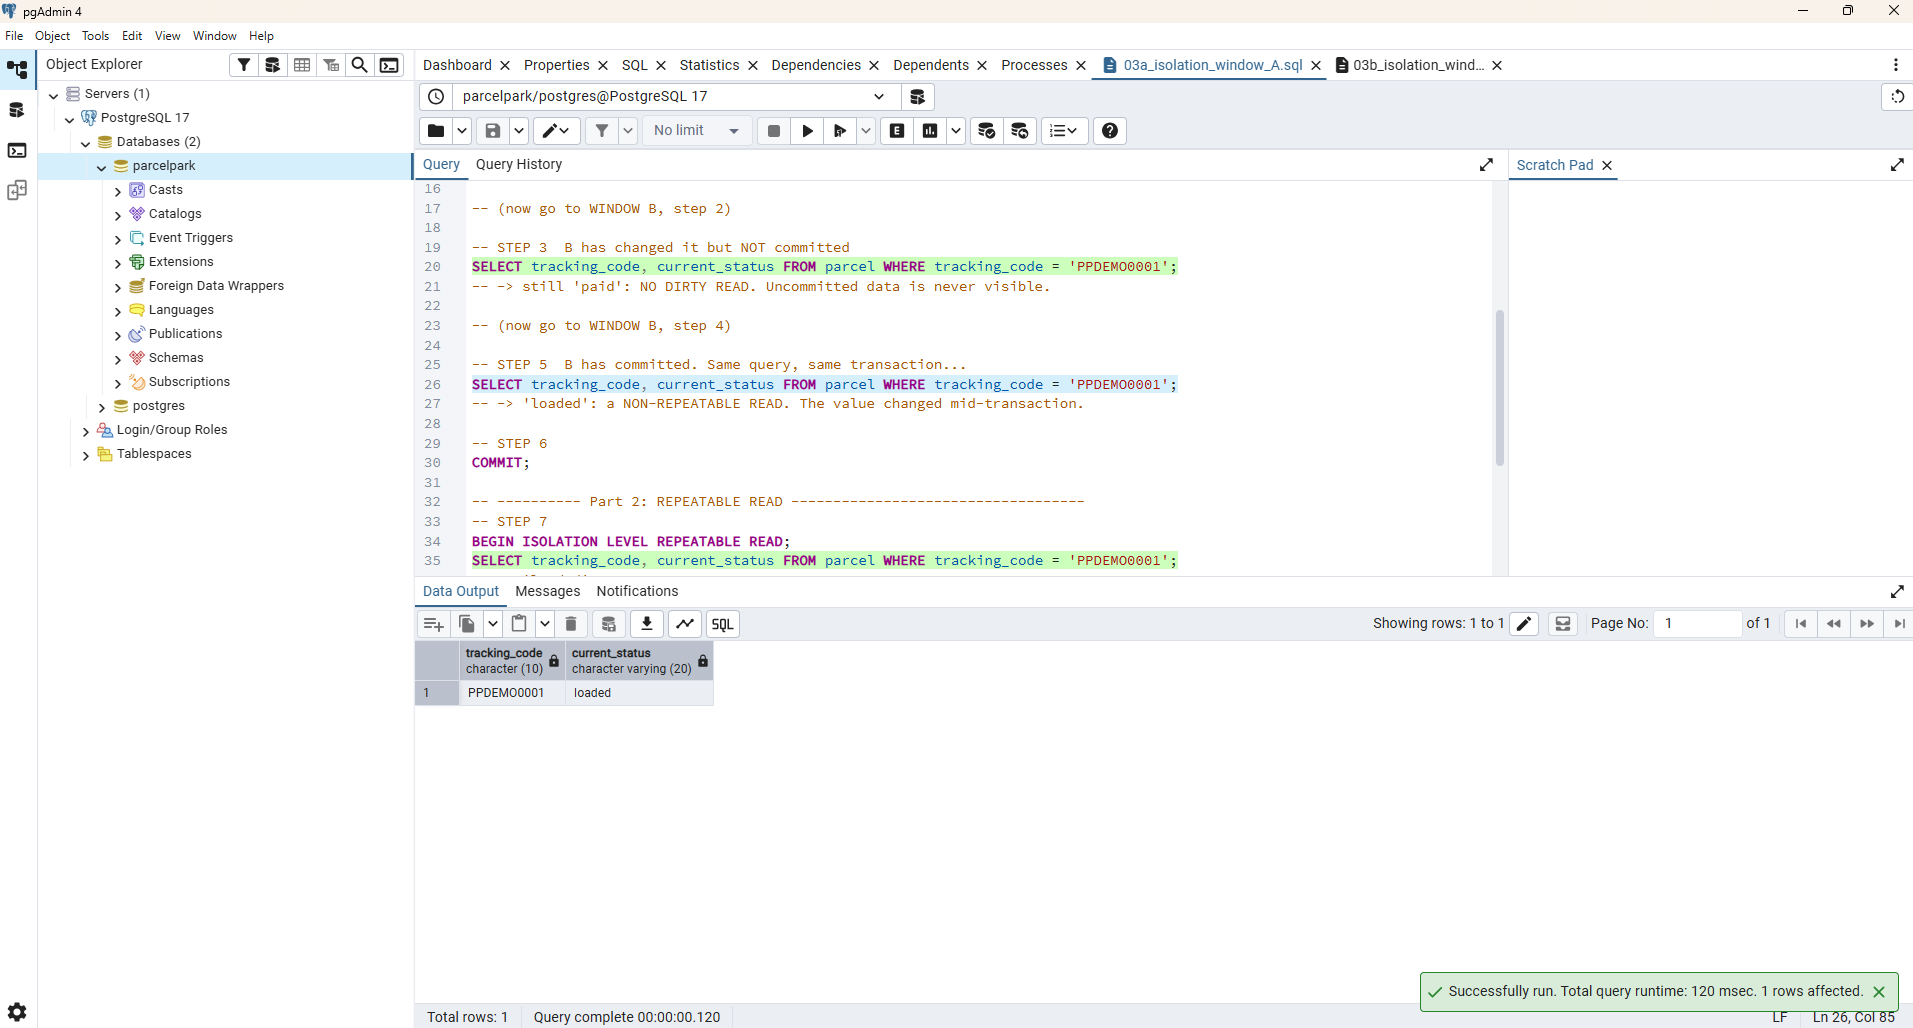 pgAdmin 4
File Object Tools Edit View Window Help
Object Explorer
Servers (1)
PostgreSQL 17
Databases (2)
parcelpark
Casts
Catalogs
Event Triggers
Extensions
Foreign Data Wrappers
Languages
Publications
Schemas
Subscriptions
postgres
Login/Group Roles
Tablespaces
Dashboard Properties SQL Statistics Dependencies Dependents Processes 03a_isolation_window_A.sql 03b_isolation_wind...
parcelpark/postgres@PostgreSQL 17
No limit E
Query Query History
Scratch Pad
16
17 -- (now go to WINDOW B, step 2)
18
19 -- STEP 3  B has changed it but NOT committed
20 SELECT tracking_code, current_status FROM parcel WHERE tracking_code = 'PPDEMO0001';
21 -- -> still 'paid': NO DIRTY READ. Uncommitted data is never visible.
22
23 -- (now go to WINDOW B, step 4)
24
25 -- STEP 5  B has committed. Same query, same transaction...
26 SELECT tracking_code, current_status FROM parcel WHERE tracking_code = 'PPDEMO0001';
27 -- -> 'loaded': a NON-REPEATABLE READ. The value changed mid-transaction.
28
29 -- STEP 6
30 COMMIT;
31
32 -- ---------- Part 2: REPEATABLE READ -----------------------------------
33 -- STEP 7
34 BEGIN ISOLATION LEVEL REPEATABLE READ;
35 SELECT tracking_code, current_status FROM parcel WHERE tracking_code = 'PPDEMO0001';
Data Output Messages Notifications
SQL
Showing rows: 1 to 1 Page No: 1 of 1
tracking_code current_status
character (10) character varying (20)
1 PPDEMO0001 loaded
Successfully run. Total query runtime: 120 msec. 1 rows affected.
Total rows: 1 Query complete 00:00:00.120 LF Ln 26, Col 85